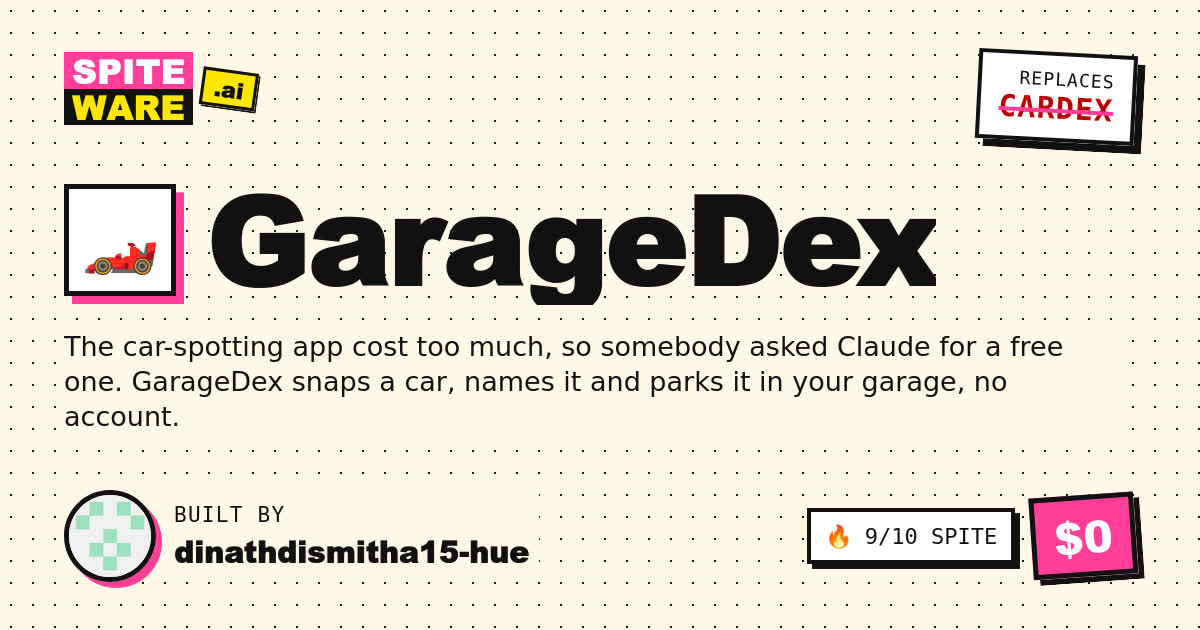 SPITE
WARE
.ai
REPLACES
CARDEX
GarageDex
The car-spotting app cost too much, so somebody asked Claude for a free
one. GarageDex snaps a car, names it and parks it in your garage, no
account.
BUILT BY
dinathdismitha15-hue
🔥 9/10 SPITE
$0